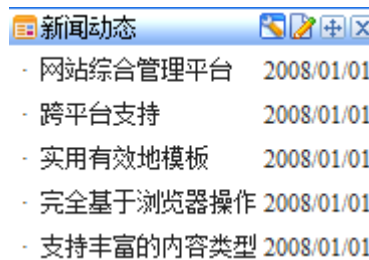 新闻动态
· 网站综合管理平台 2008/01/01
· 跨平台支持 2008/01/01
· 实用有效地模板 2008/01/01
· 完全基于浏览器操作 2008/01/01
· 支持丰富的内容类型 2008/01/01